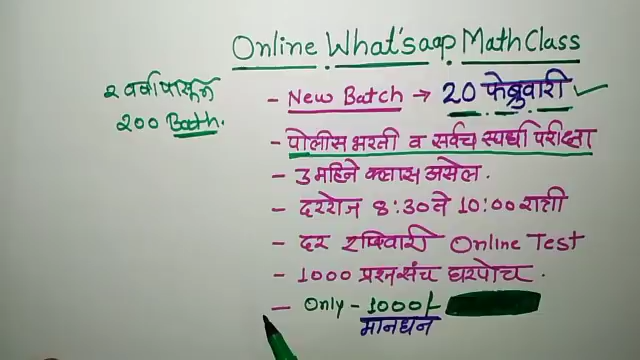 Online What'saap Math Class
२ वर्षापासून
200 Bath.
- New Batch → 20 फेब्रुवारी
- पोलीस भरती व सर्वच स्पर्धा परीक्षा
- 3 महिने क्लास असेल.
- दररोज 8:30 ते 10:00 रात्री
- दर रविवारी Online Test
- 1000 प्रश्नसंच घरपोच.
- Only - 1000/-
मानधन